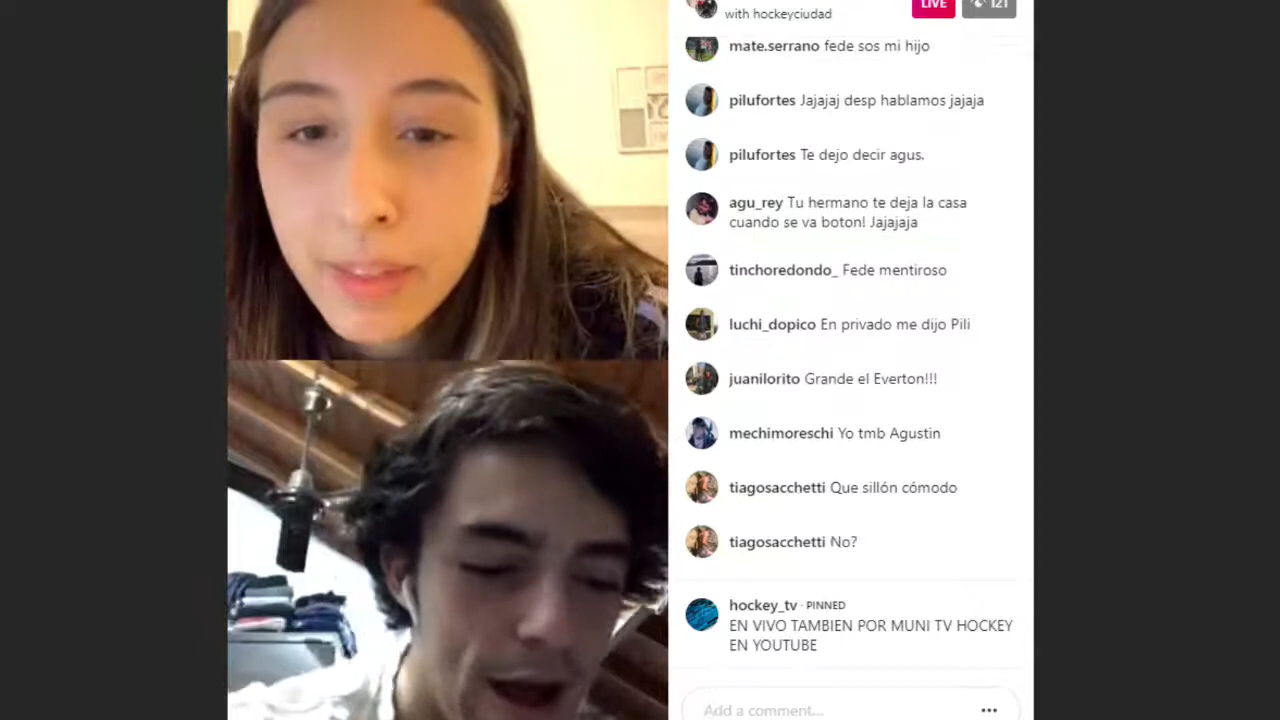 LIVE
121
with hockeyciudad
mate.serrano fede sos mi hijo
pilufortes Jajajaj desp hablamos jajaja
pilufortes Te dejo decir agus.
agu_rey Tu hermano te deja la casa
cuando se va boton! Jajajaja
tinchoredondo_ Fede mentiroso
luchi_dopico En privado me dijo Pili
juanilorito Grande el Everton!!!
mechimoreschi Yo tmb Agustin
tiagosacchetti Que sillón cómodo
tiagosacchetti No?
hockey_tv · PINNED
EN VIVO TAMBIEN POR MUNI TV HOCKEY
EN YOUTUBE
Add a comment...